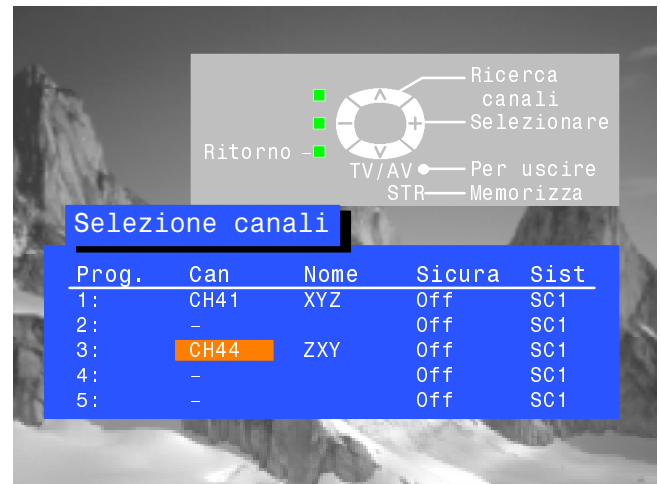 Ricerca
canali
Selezionare
Ritorno
TV/AV Per uscire
STR Memorizza
Selezione canali
Prog. Can Nome Sicura Sist
1: CH41 XYZ Off SC1
2: – Off SC1
3: CH44 ZXY Off SC1
4: – Off SC1
5: – Off SC1